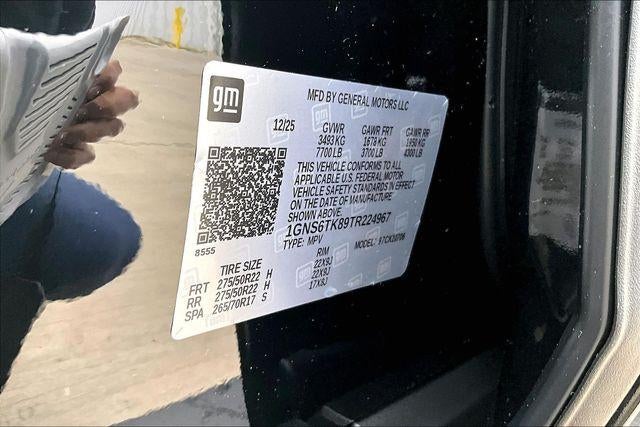 gm
MFD BY GENERAL MOTORS LLC
12/25 GVWR GAWR FRT GAWR RR
3493 KG 1678 KG 1950 KG
7700 LB 3700 LB 4300 LB
THIS VEHICLE CONFORMS TO ALL
APPLICABLE U.S. FEDERAL MOTOR
VEHICLE SAFETY STANDARDS IN EFFECT
ON THE DATE OF MANUFACTURE
SHOWN ABOVE.
1GNS6TK89TR224967
TYPE: MPV MODEL:
8555
TIRE SIZE RIM
FRT 275/50R22 H 22X9J
RR 275/50R22 H 22X9J
SPA 265/70R17 S 17X8J